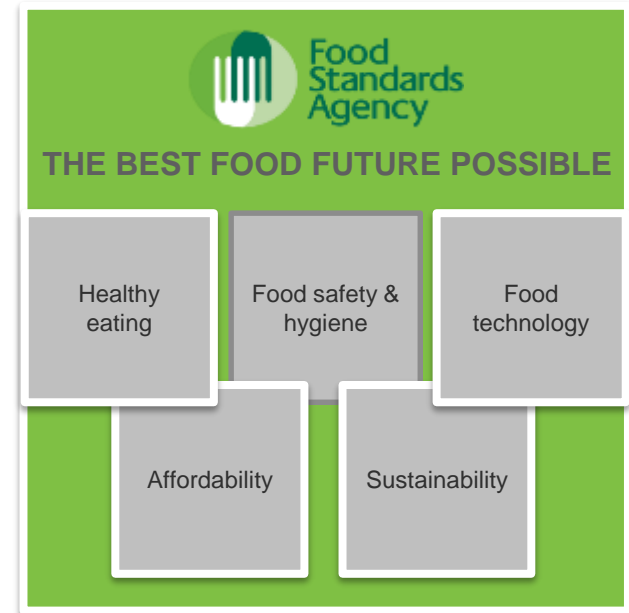 Food
Standards
Agency
THE BEST FOOD FUTURE POSSIBLE
Healthy
eating
Food safety &
hygiene
Food
technology
Affordability
Sustainability